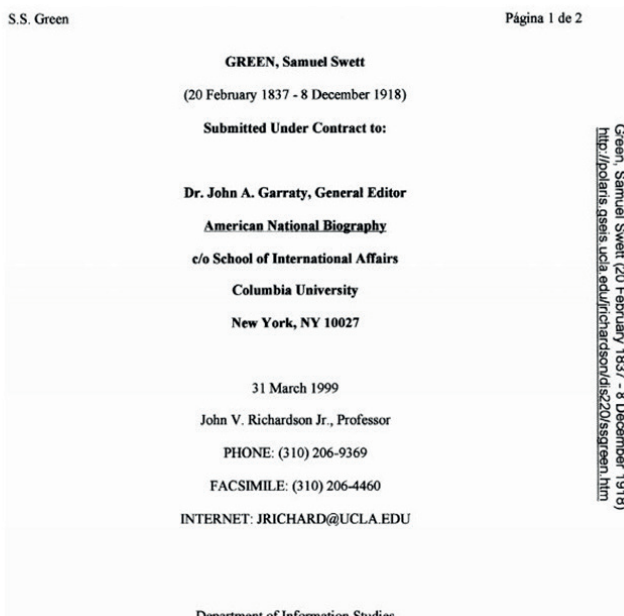 S.S. Green
Página 1 de 2
GREEN, Samuel Swett
(20 February 1837 - 8 December 1918)
Submitted Under Contract to:
Dr. John A. Garraty, General Editor
American National Biography
c/o School of International Affairs
Columbia University
New York, NY 10027
31 March 1999
John V. Richardson Jr., Professor
PHONE: (310) 206-9369
FACSIMILE: (310) 206-4460
INTERNET: JRICHARD@UCLA.EDU
Department of Information Studies
Green, Samuel Swett (20 February 1837 - 8 December 1918)
http://polaris.gseis.ucla.edu/jrichardson/dis220/ssgreen.htm